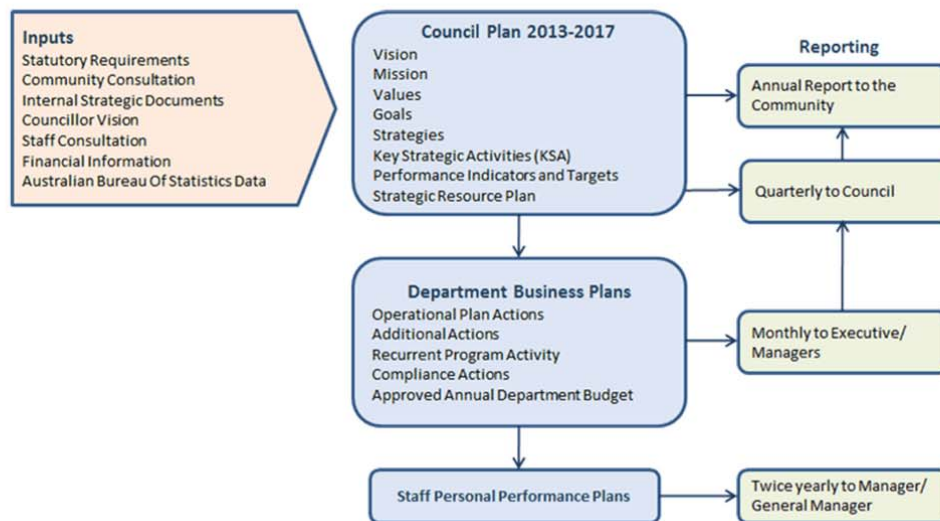 Inputs
Statutory Requirements
Community Consultation
Internal Strategic Documents
Councillor Vision
Staff Consultation
Financial Information
Australian Bureau Of Statistics Data
Council Plan 2013-2017
Vision
Mission
Values
Goals
Strategies
Key Strategic Activities (KSA)
Performance Indicators and Targets
Strategic Resource Plan
Reporting
Annual Report to the
Community
Quarterly to Council
Department Business Plans
Operational Plan Actions
Additional Actions
Recurrent Program Activity
Compliance Actions
Approved Annual Department Budget
Monthly to Executive/
Managers
Staff Personal Performance Plans
Twice yearly to Manager/
General Manager